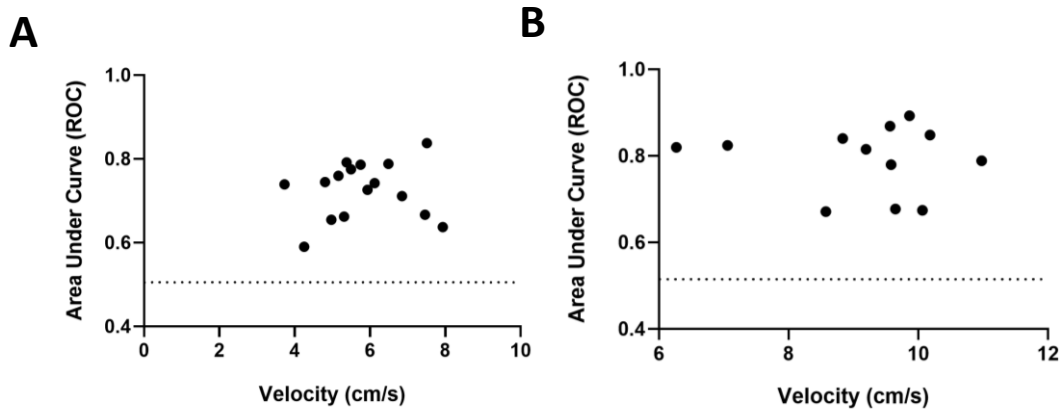 A
Area Under Curve (ROC)
1.0
0.8
0.6
0.4
0 2 4 6 8 10
Velocity (cm/s)
B
Area Under Curve (ROC)
1.0
0.8
0.6
0.4
6 8 10 12
Velocity (cm/s)